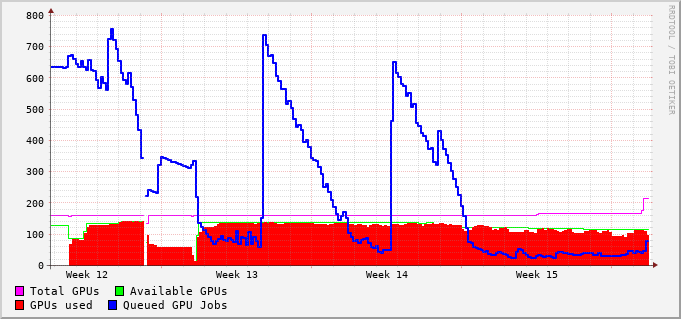 800
700
600
500
400
300
200
100
0
Week 12 Week 13 Week 14 Week 15
Total GPUs Available GPUs
GPUs used Queued GPU Jobs
RRDTOOL / TOBI OETIKER